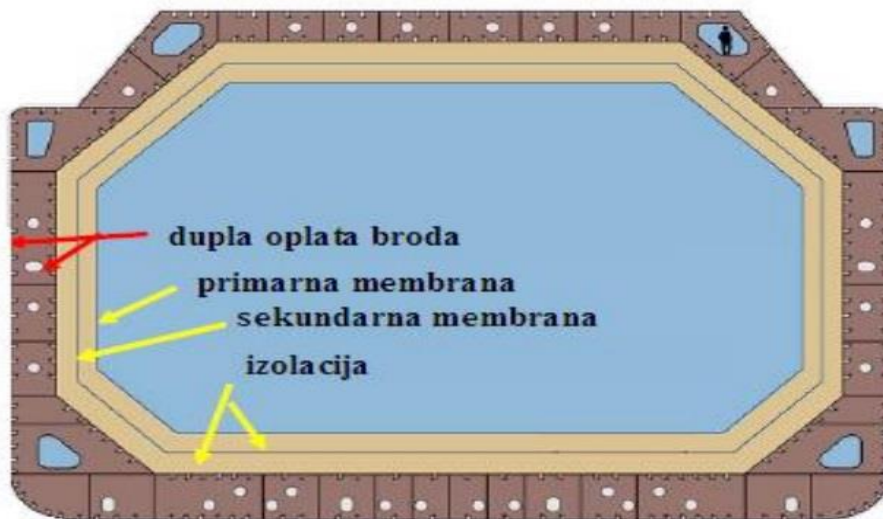 dupla oplata broda
primarna membrana
sekundarna membrana
izolacija